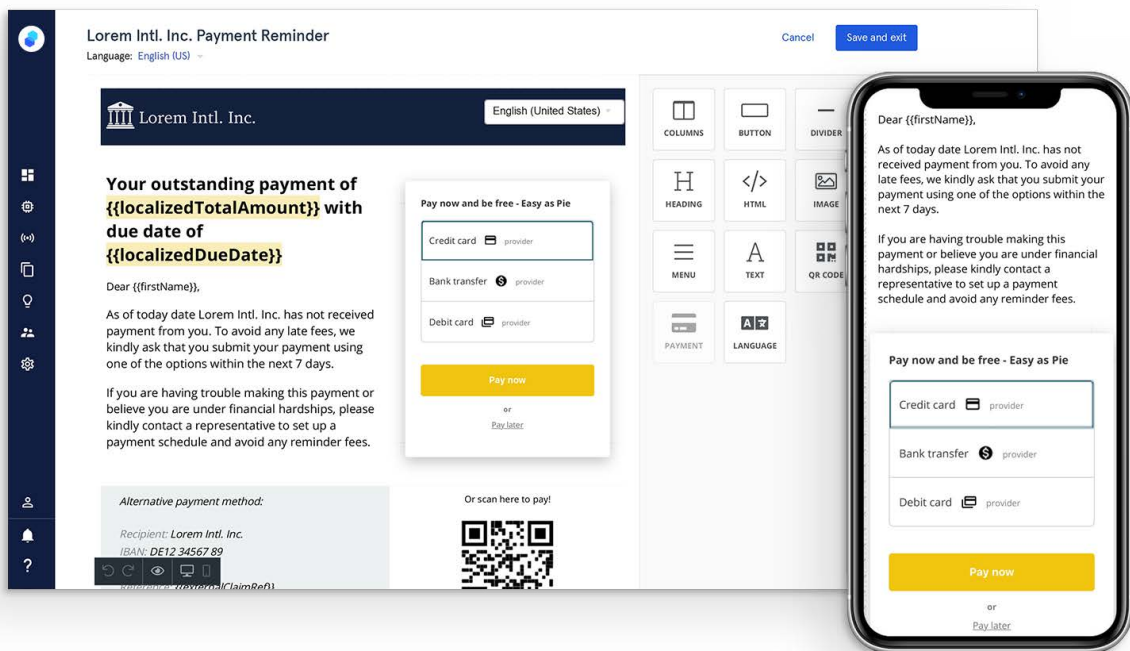 Lorem Intl. Inc. Payment Reminder
Language: English (US)
Cancel
Save and exit
Lorem Intl. Inc.
English (United States)
Your outstanding payment of
{{localizedTotalAmount}} with
due date of
{{localizedDueDate}}
Dear {{firstName}},
As of today date Lorem Intl. Inc. has not received
payment from you. To avoid any late fees, we
kindly ask that you submit your payment using
one of the options within the next 7 days.
If you are having trouble making this payment or
believe you are under financial hardships, please
kindly contact a representative to set up a
payment schedule and avoid any reminder fees.
Pay now and be free - Easy as Pie
Credit card provider
Bank transfer provider
Debit card provider
Pay now
or
Pay later
Alternative payment method:
Recipient: Lorem Intl. Inc.
IBAN: DE12 34567 89
Reference: {{externalClaimRef}}
Or scan here to pay!
COLUMNS
BUTTON
DIVIDER
HEADING
HTML
IMAGE
MENU
TEXT
QR CODE
PAYMENT
LANGUAGE
Dear {{firstName}},
As of today date Lorem Intl. Inc. has not
received payment from you. To avoid any
late fees, we kindly ask that you submit your
payment using one of the options within the
next 7 days.
If you are having trouble making this
payment or believe you are under financial
hardships, please kindly contact a
representative to set up a payment
schedule and avoid any reminder fees.
Pay now and be free - Easy as Pie
Credit card provider
Bank transfer provider
Debit card provider
Pay now
or
Pay later